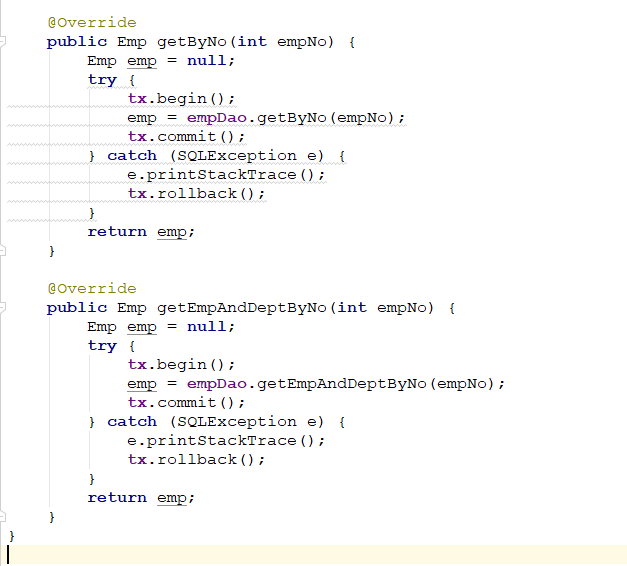 @Override
public Emp getByNo(int empNo) {
Emp emp = null;
try {
tx.begin();
emp = empDao.getByNo(empNo);
tx.commit();
} catch (SQLException e) {
e.printStackTrace();
tx.rollback();
}
return emp;
}
@Override
public Emp getEmpAndDeptByNo(int empNo) {
Emp emp = null;
try {
tx.begin();
emp = empDao.getEmpAndDeptByNo(empNo);
tx.commit();
} catch (SQLException e) {
e.printStackTrace();
tx.rollback();
}
return emp;
}
}